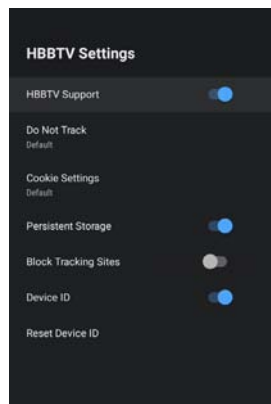 HBBTV Settings
HBBTV Support
Do Not Track
Default
Cookie Settings
Default
Persistent Storage
Block Tracking Sites
Device ID
Reset Device ID